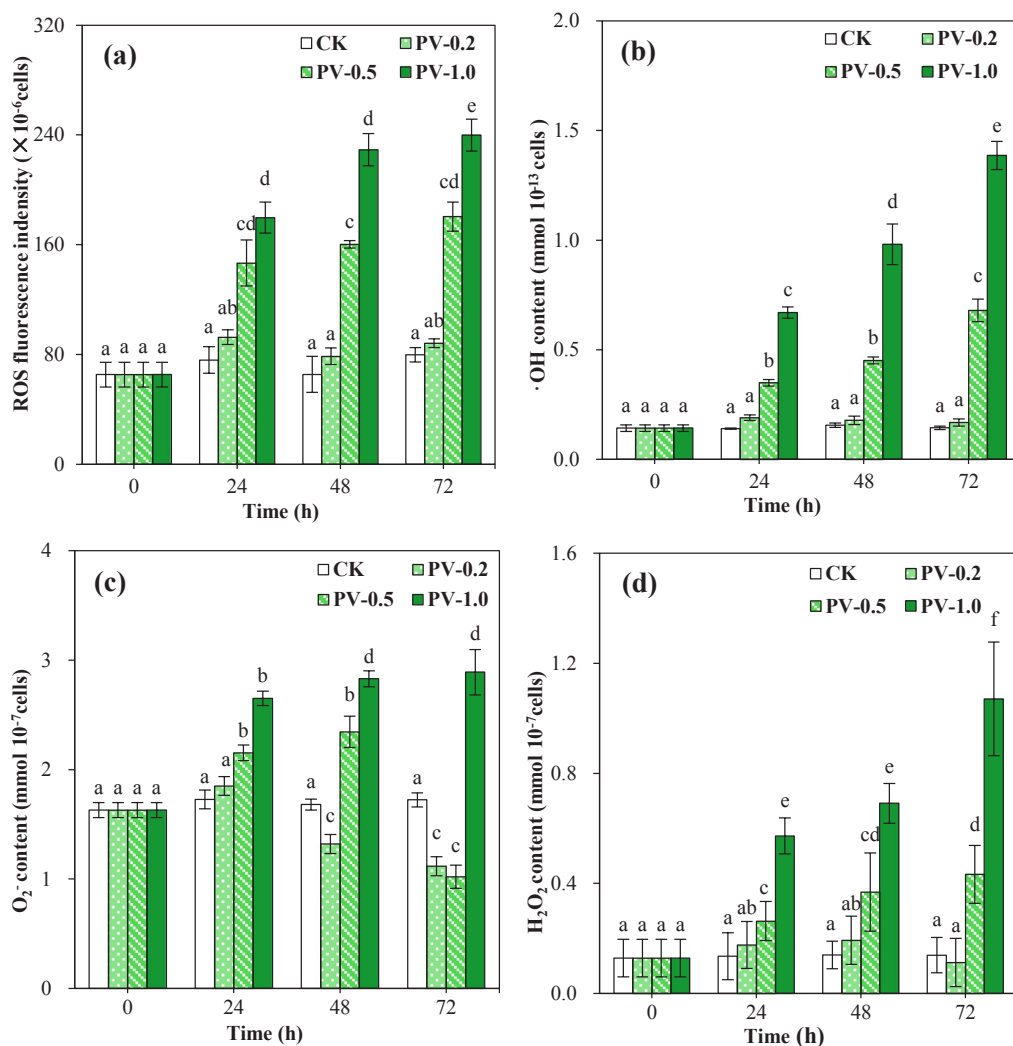 (a)
CK
PV-0.2
PV-0.5
PV-1.0
ROS fluorescence indensity (×10⁻⁶cells)
320
240
160
80
0
a a a a
a ab cd d
a a c d
a ab cd e
0 24 48 72
Time (h)
(b)
CK
PV-0.2
PV-0.5
PV-1.0
·OH content (mmol 10⁻¹³ cells)
2.0
1.5
1.0
0.5
0.0
a a a a
a a b c
a a b d
a a c e
0 24 48 72
Time (h)
(c)
CK
PV-0.2
PV-0.5
PV-1.0
O₂⁻ content (mmol 10⁻⁷cells)
4
3
2
1
0
a a a a
a a b b
a c b d
a c c d
0 24 48 72
Time (h)
(d)
CK
PV-0.2
PV-0.5
PV-1.0
H₂O₂ content (mmol 10⁻⁷cells)
1.6
1.2
0.8
0.4
0.0
a a a a
a ab c e
a ab cd e
a a d f
0 24 48 72
Time (h)